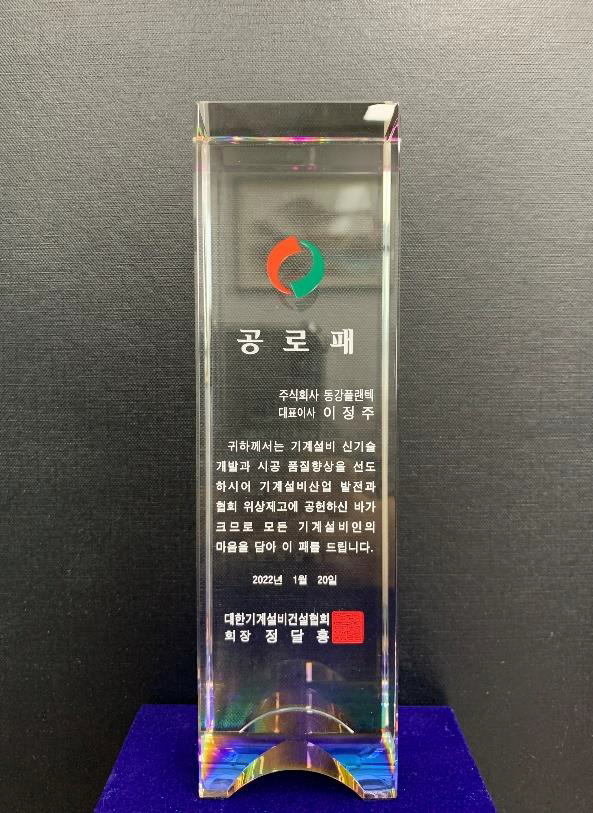 공로패
주식회사 동강플랜텍
대표이사 이정주
귀하께서는 기계설비 신기술
개발과 시공 품질향상을 선도
하시어 기계설비산업 발전과
협회 위상제고에 공헌하신 바가
크므로 모든 기계설비인의
마음을 담아 이 패를 드립니다.
2022년 1월 20일
대한기계설비건설협회
회장 정달홍